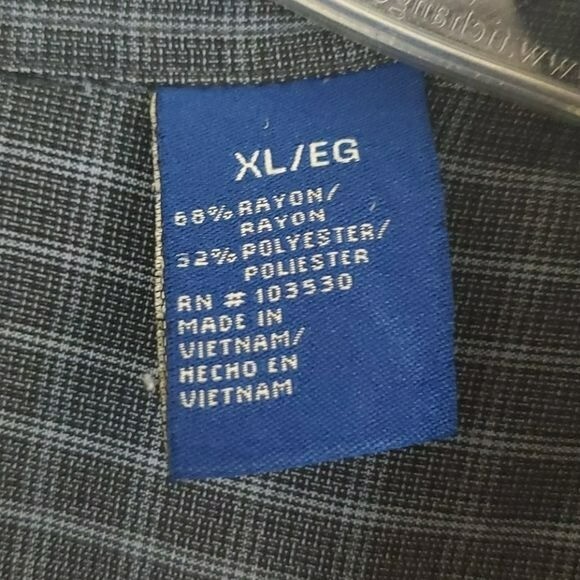 XL/EG
68% RAYON/
RAYON
32% POLYESTER/
POLIESTER
RN # 103530
MADE IN
VIETNAM/
HECHO EN
VIETNAM